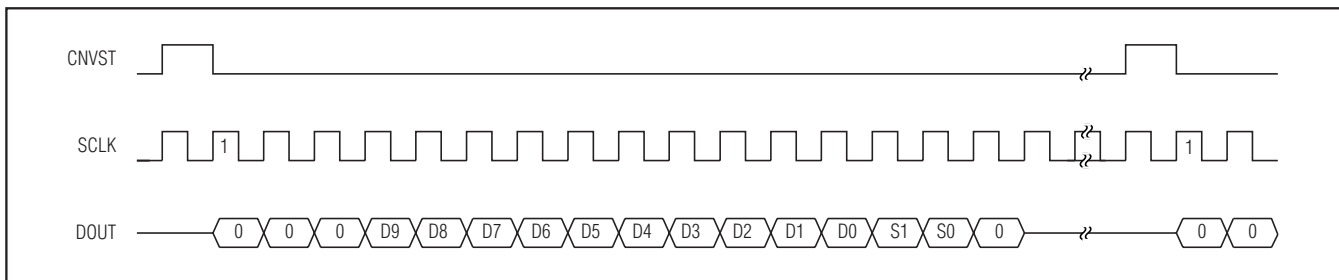 CNVST
SCLK 1 1
DOUT 0 0 0 D9 D8 D7 D6 D5 D4 D3 D2 D1 D0 S1 S0 0 0 0